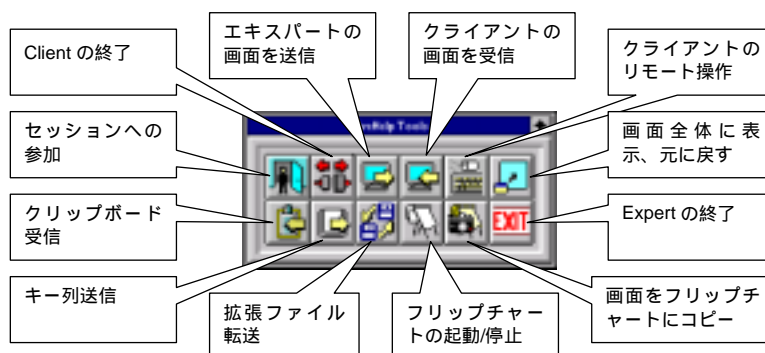 エキスパートの
画面を送信
クライアントの
画面を受信
Client の終了
クライアントの
リモート操作
Help Tools
セッションへの
参加
画面全体に表
示、元に戻す
クリップボード
受信
EXIT
Expert の終了
キー列送信
拡張ファイル
転送
フリップチャー
トの起動/停止
画面をフリップチ
ャートにコピー